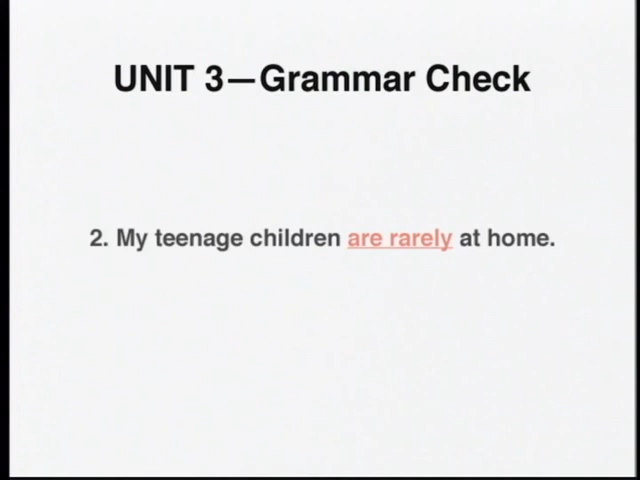 UNIT 3—Grammar Check
2. My teenage children are rarely at home.